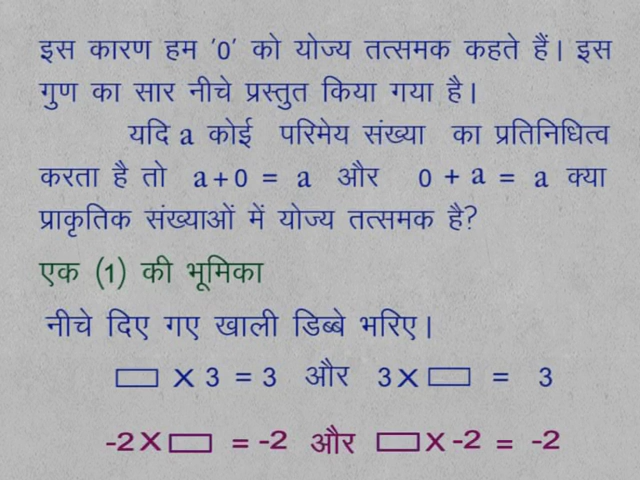 इस कारण हम ‘0’ को योज्य तत्समक कहते हैं। इस
गुण का सार नीचे प्रस्तुत किया गया है।
यदि a कोई परिमेय संख्या का प्रतिनिधित्व
करता है तो a + 0 = a और 0 + a = a क्या
प्राकृतिक संख्याओं में योज्य तत्समक है?
एक (1) की भूमिका
नीचे दिए गए खाली डिब्बे भरिए।
▭ X 3 = 3 और 3 X ▭ = 3
-2 X ▭ = -2 और ▭ X -2 = -2